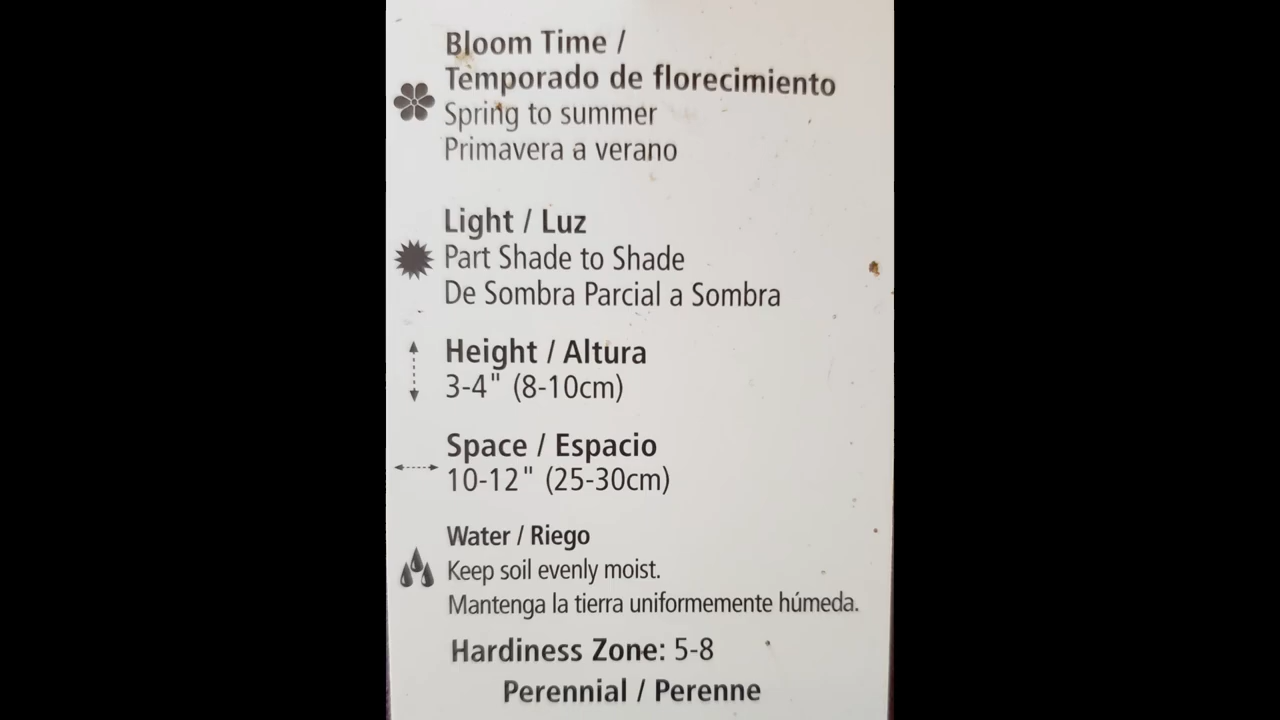 Bloom Time /
Temporado de florecimiento
Spring to summer
Primavera a verano
Light / Luz
Part Shade to Shade
De Sombra Parcial a Sombra
Height / Altura
3-4" (8-10cm)
Space / Espacio
10-12" (25-30cm)
Water / Riego
Keep soil evenly moist.
Mantenga la tierra uniformemente húmeda.
Hardiness Zone: 5-8
Perennial / Perenne